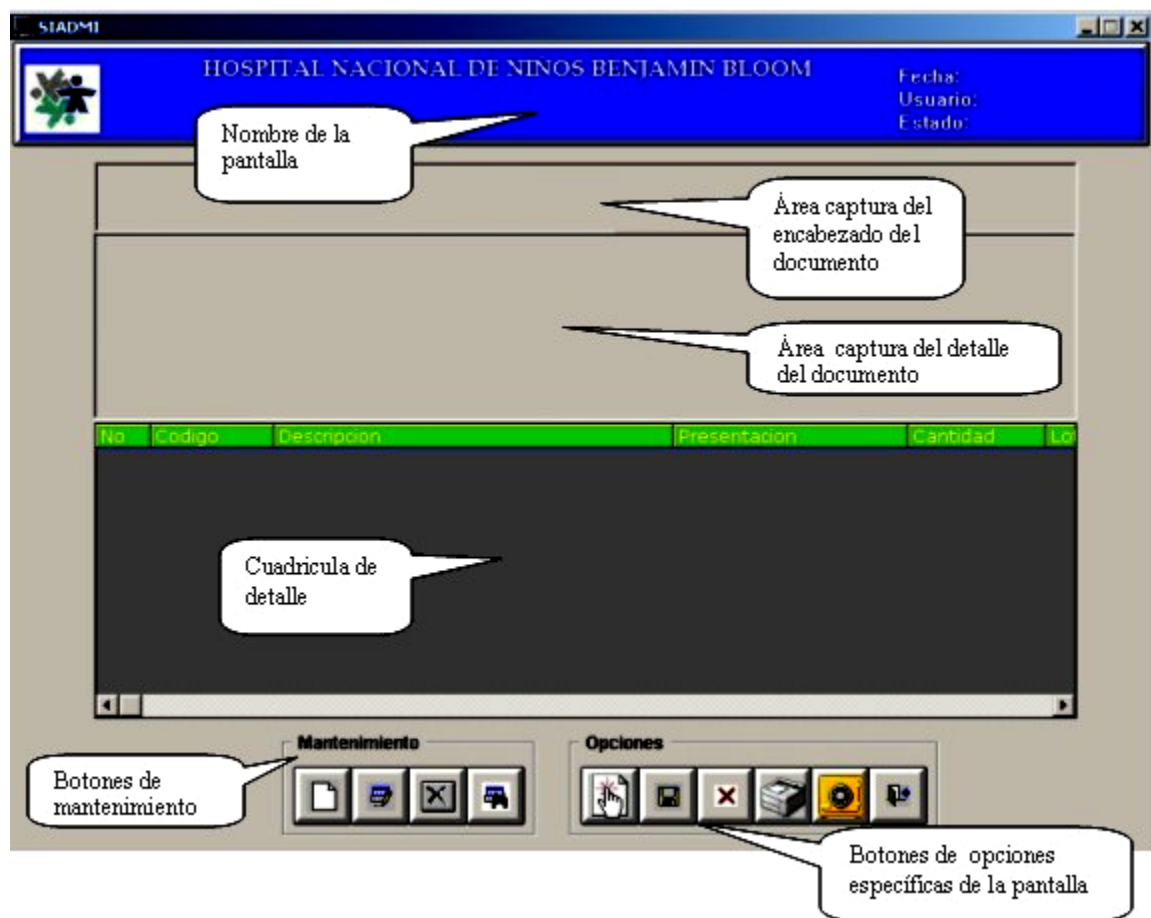 SIADMI
HOSPITAL NACIONAL DE NINOS BENJAMIN BLOOM
Fecha:
Usuario:
Estado:
Nombre de la
pantalla
Área captura del
encabezado del
documento
Área captura del detalle
del documento
No Codigo Descripcion Presentacion Cantidad Lot
Cuadricula de
detalle
Mantenimiento
Opciones
Botones de
mantenimiento
Botones de opciones
específicas de la pantalla